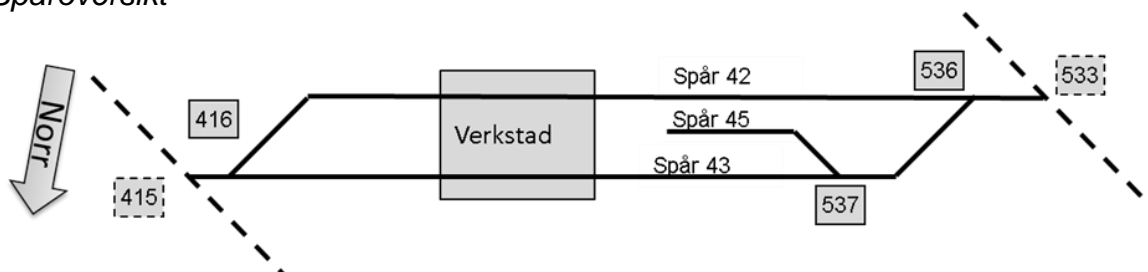 Spåröversikt
Norr
415
416
Verkstad
Spår 42
Spår 45
Spår 43
537
536
533